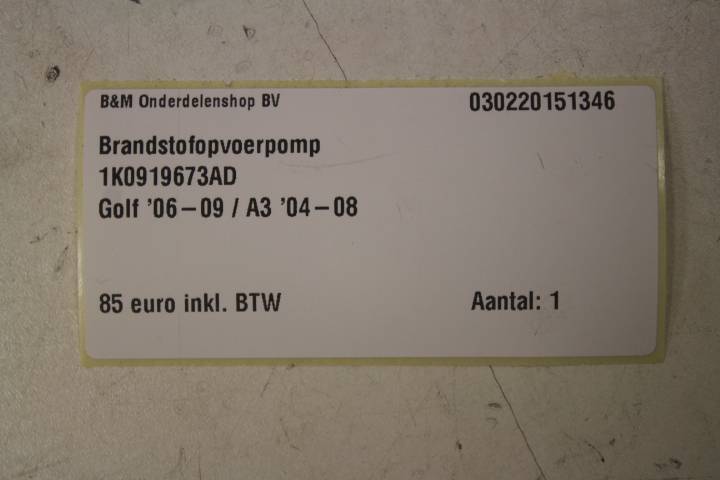 B&M Onderdelenshop BV 030220151346
Brandstofopvoerpomp
1K0919673AD
Golf '06–09 / A3 '04–08
85 euro inkl. BTW Aantal: 1